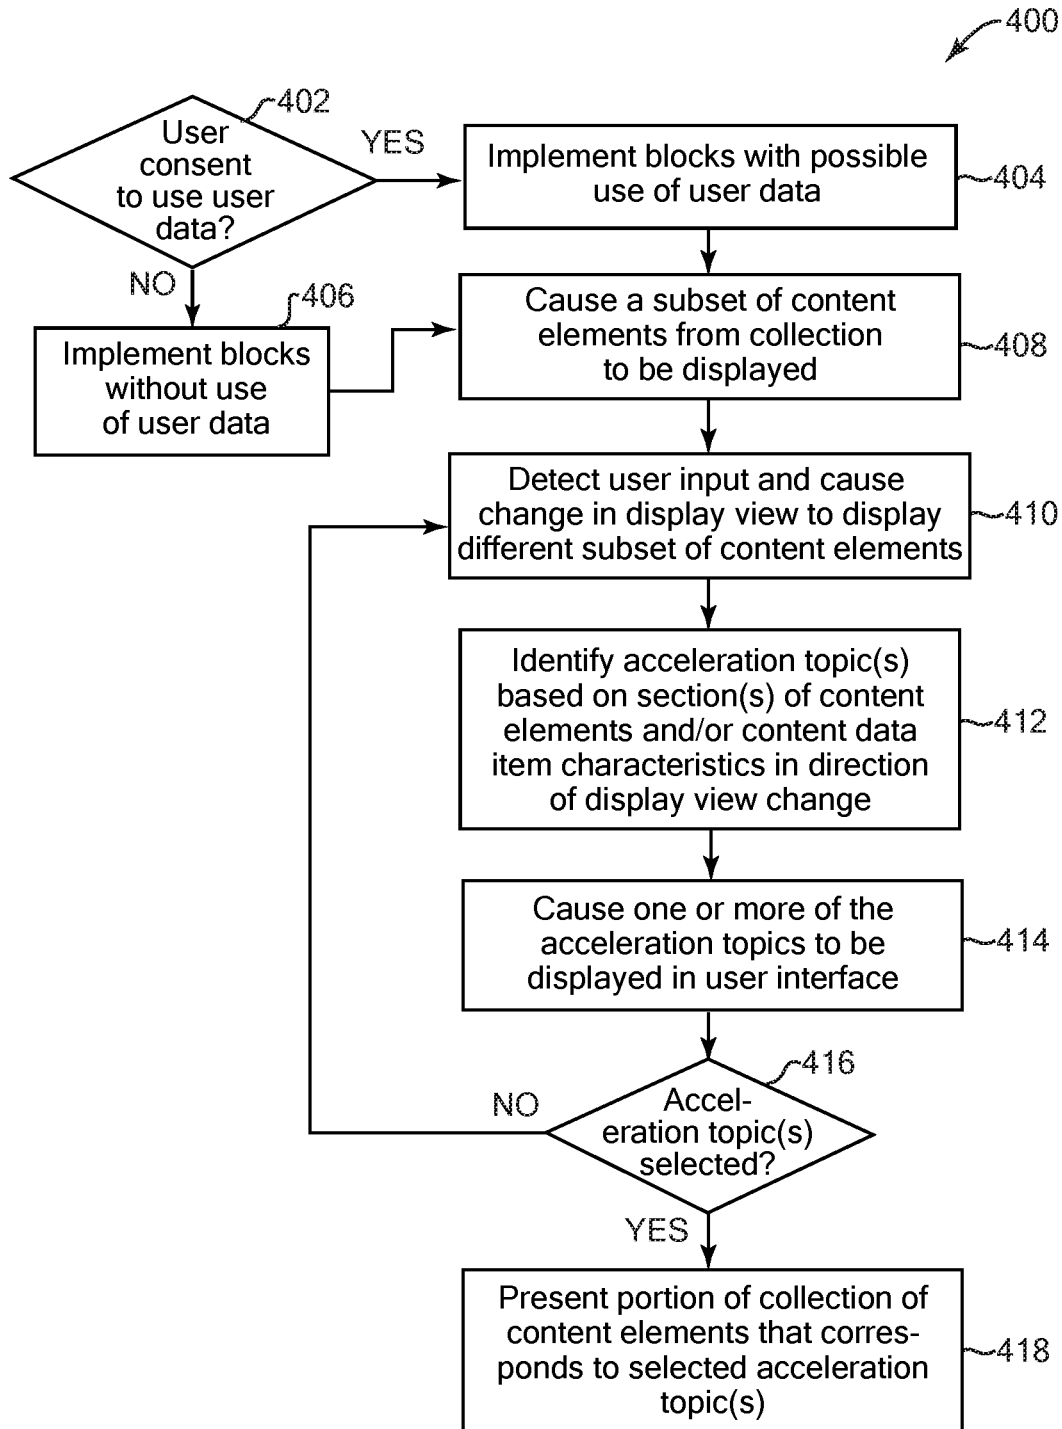 400
402
User
consent
to use user
data?
YES
Implement blocks with possible
use of user data
404
NO
406
Implement blocks
without use
of user data
Cause a subset of content
elements from collection
to be displayed
408
Detect user input and cause
change in display view to display
different subset of content elements
410
Identify acceleration topic(s)
based on section(s) of content
elements and/or content data
item characteristics in direction
of display view change
412
Cause one or more of the
acceleration topics to be
displayed in user interface
414
416
NO
Accel-
eration topic(s)
selected?
YES
Present portion of collection of
content elements that corres-
ponds to selected acceleration
topic(s)
418